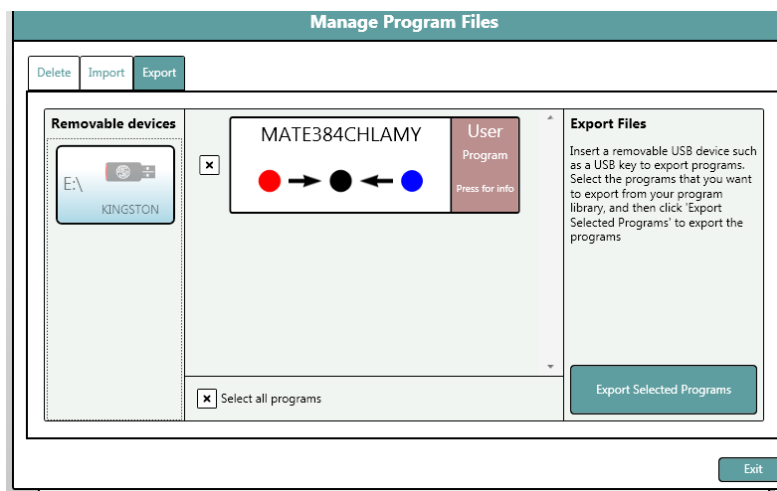 Manage Program Files
Delete
Import
Export
Removable devices
E:\
KINGSTON
MATE384CHLAMY
User
Program
Press for info
Select all programs
Export Files
Insert a removable USB device such
as a USB key to export programs.
Select the programs that you want
to export from your program
library, and then click 'Export
Selected Programs' to export the
programs
Export Selected Programs
Exit